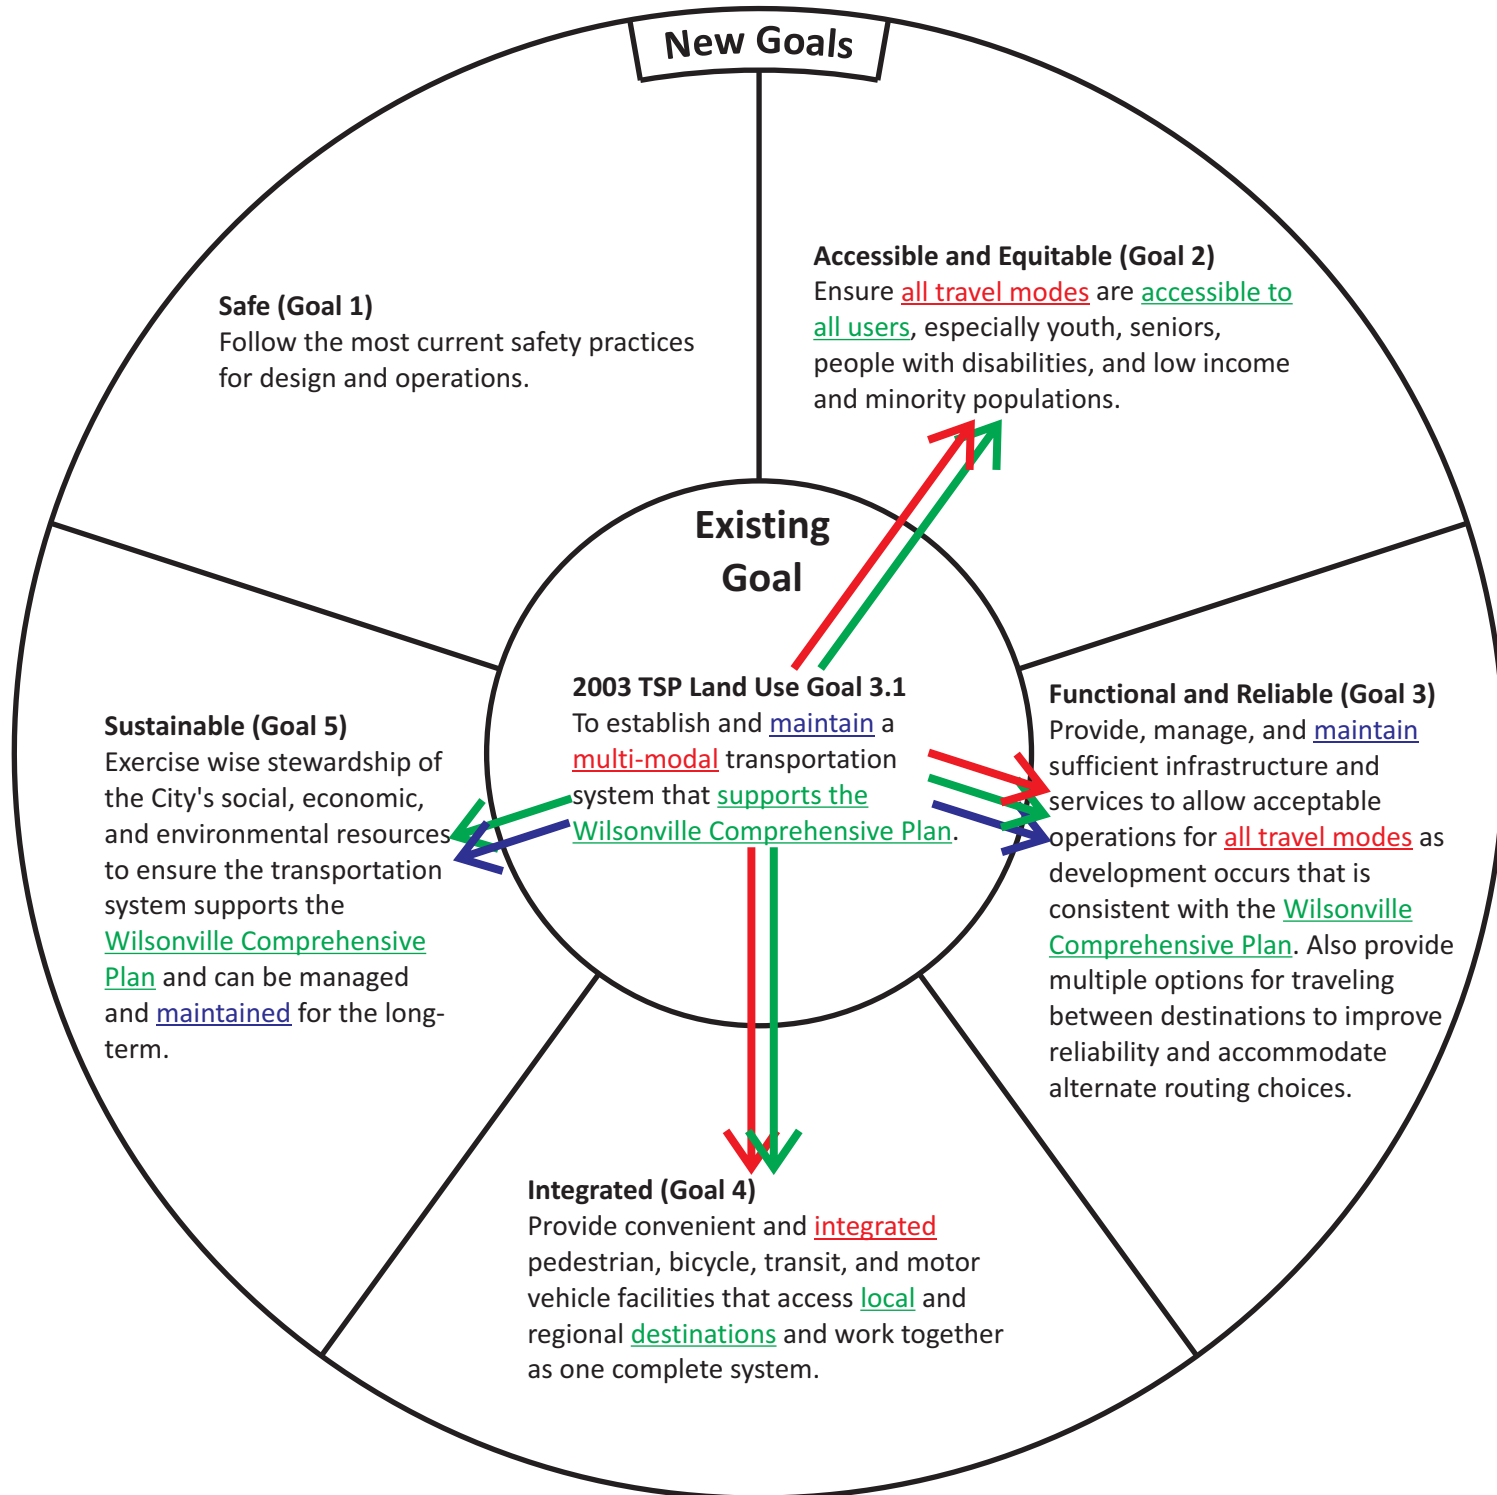 New Goals
Safe (Goal 1)
Follow the most current safety practices
for design and operations.
Accessible and Equitable (Goal 2)
Ensure all travel modes are accessible to
all users, especially youth, seniors,
people with disabilities, and low income
and minority populations.
Existing
Goal
2003 TSP Land Use Goal 3.1
To establish and maintain a
multi-modal transportation
system that supports the
Wilsonville Comprehensive Plan.
Functional and Reliable (Goal 3)
Provide, manage, and maintain
sufficient infrastructure and
services to allow acceptable
operations for all travel modes as
development occurs that is
consistent with the Wilsonville
Comprehensive Plan. Also provide
multiple options for traveling
between destinations to improve
reliability and accommodate
alternate routing choices.
Integrated (Goal 4)
Provide convenient and integrated
pedestrian, bicycle, transit, and motor
vehicle facilities that access local and
regional destinations and work together
as one complete system.
Sustainable (Goal 5)
Exercise wise stewardship of
the City's social, economic,
and environmental resources
to ensure the transportation
system supports the
Wilsonville Comprehensive
Plan and can be managed
and maintained for the long-
term.